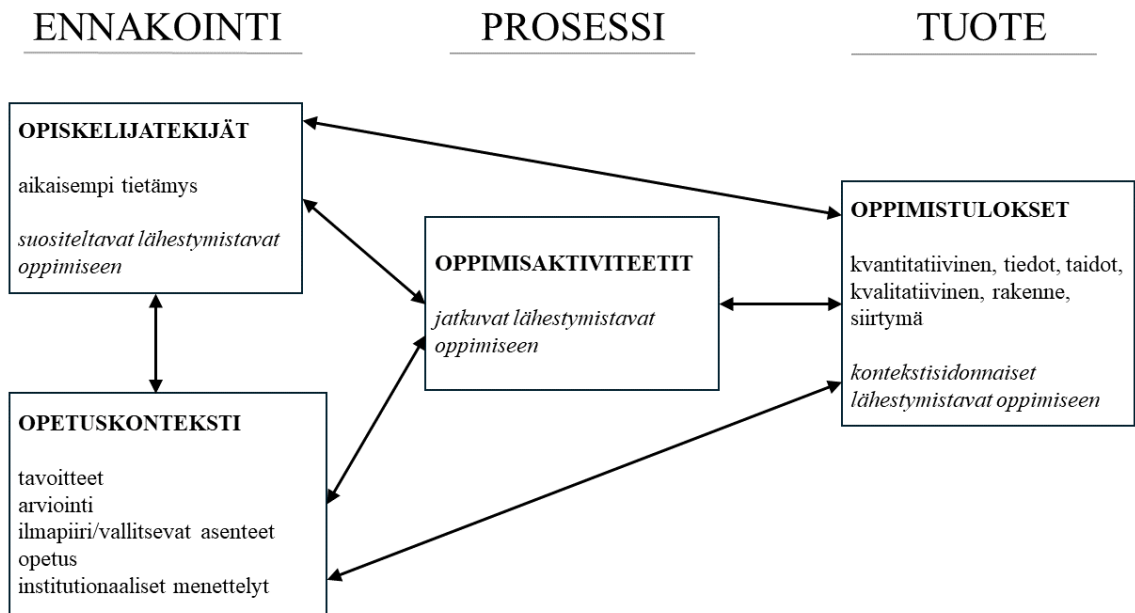 ENNAKOINTI
PROSESSI
TUOTE
OPISKELIJATEKIJÄT
aikaisempi tietämys
suositeltavat lähestymistavat
oppimiseen
OPETUSKONTEKSTI
tavoitteet
arviointi
ilmapiiri/vallitsevat asenteet
opetus
institutionaaliset menettelyt
OPPIMISAKTIVITEETIT
jatkuvat lähestymistavat
oppimiseen
OPPIMISTULOKSET
kvantitatiivinen, tiedot, taidot,
kvalitatiivinen, rakenne,
siirtymä
kontekstisidonnaiset
lähestymistavat oppimiseen